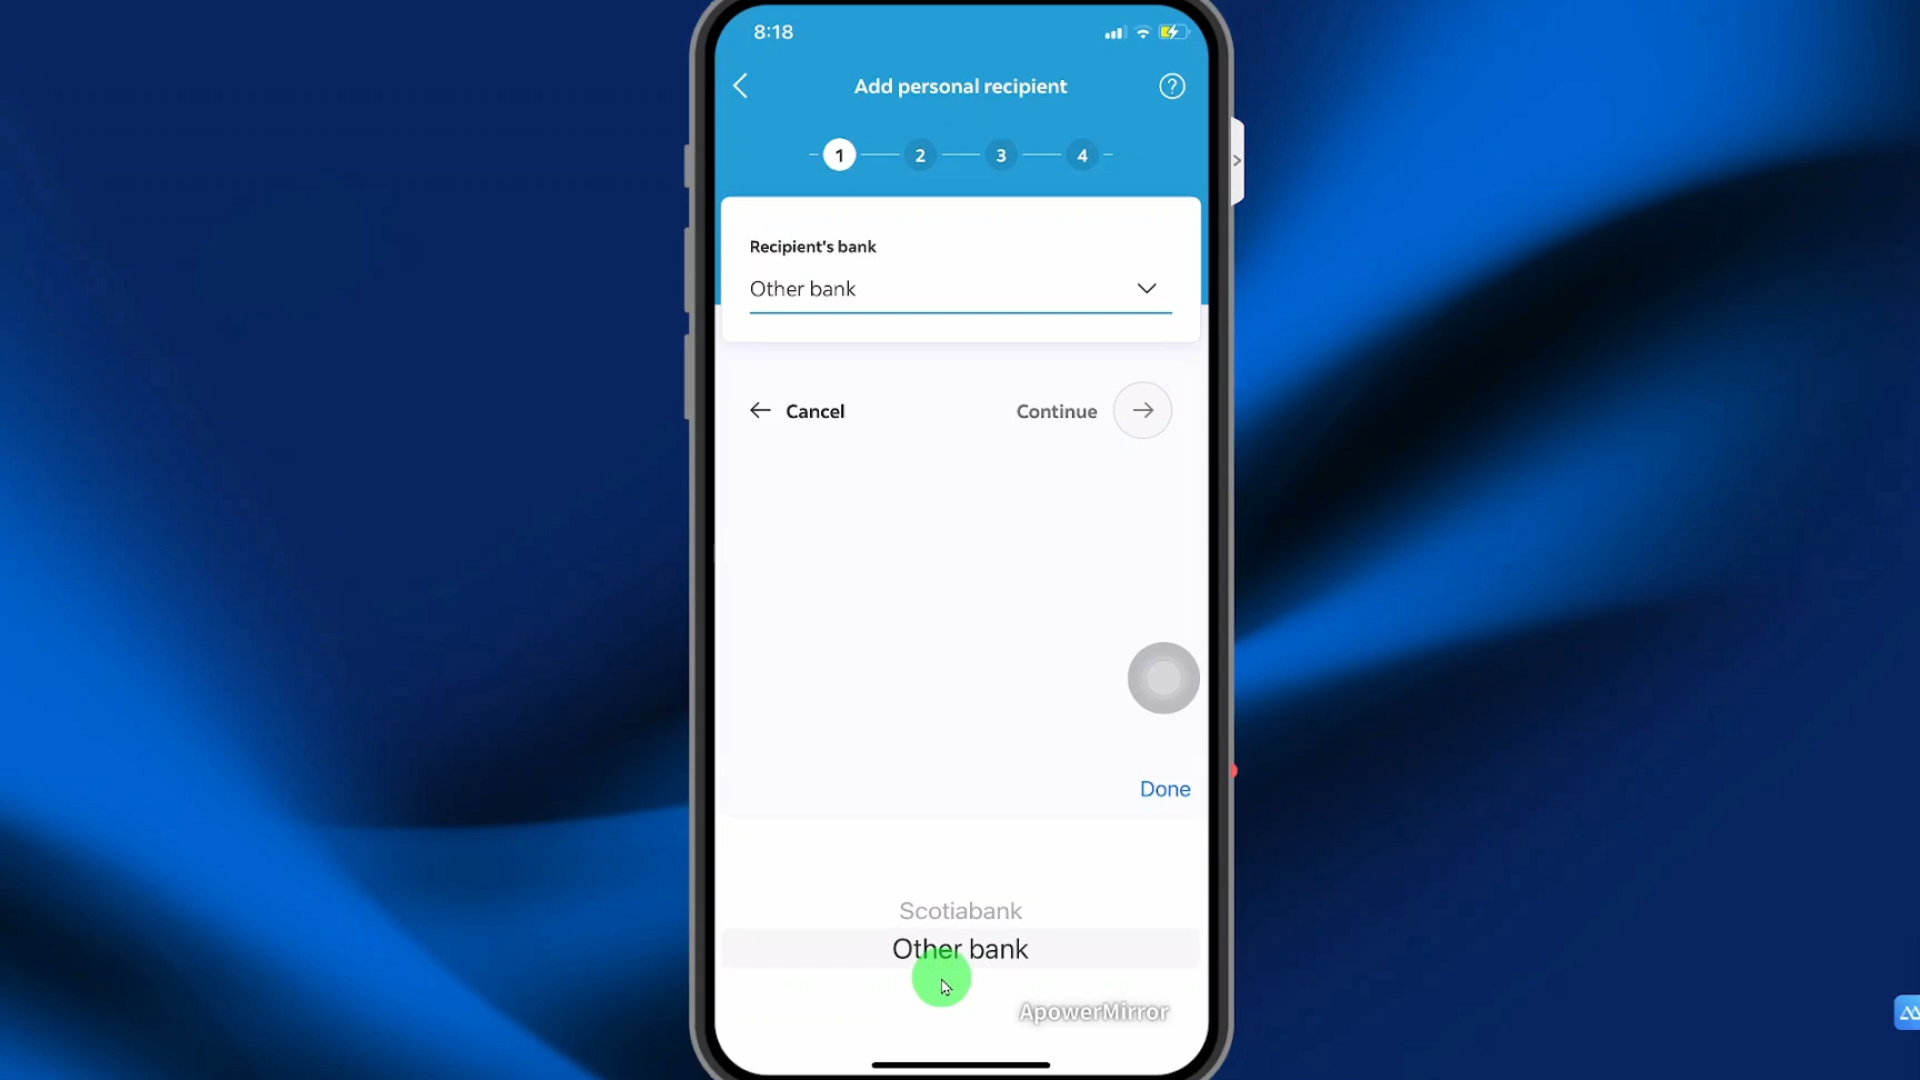 8:18
Add personal recipient
?
1 2 3 4
Recipient's bank
Other bank
Cancel
Continue
Done
Scotiabank
Other bank
ApowerMirror